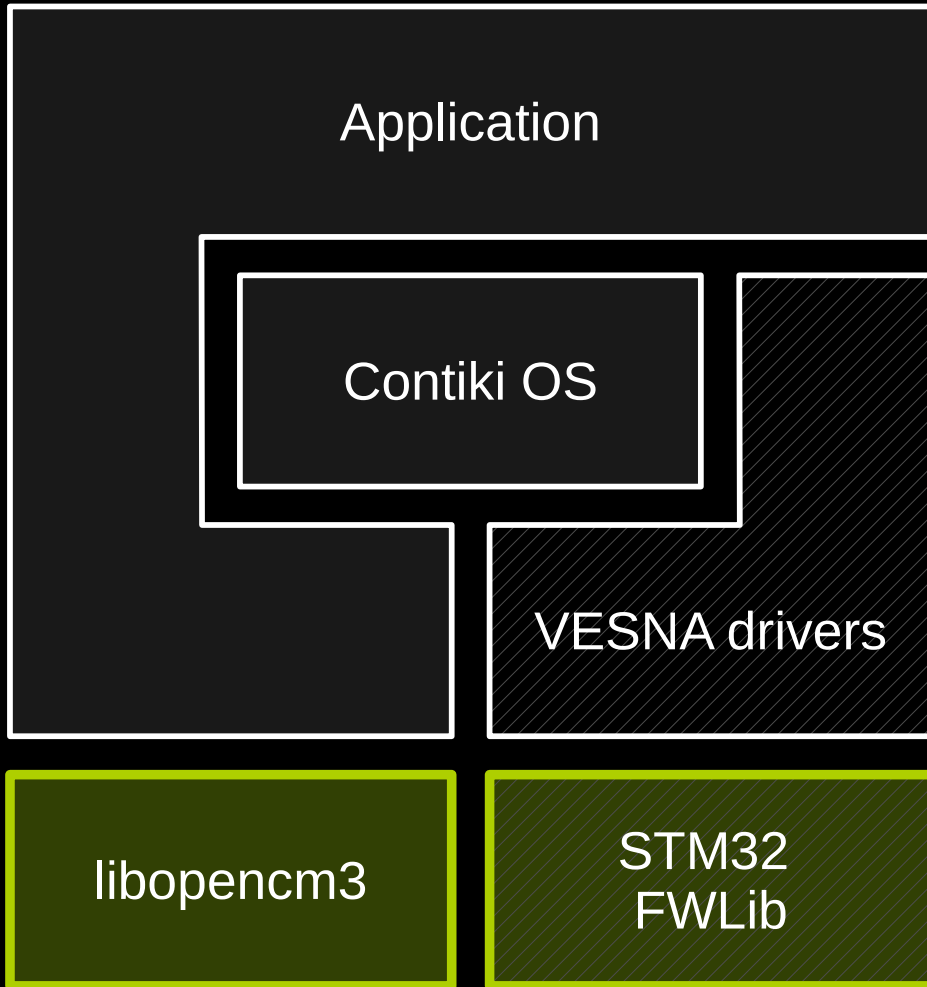 Application
Contiki OS
VESNA drivers
libopencm3
STM32
FWLib